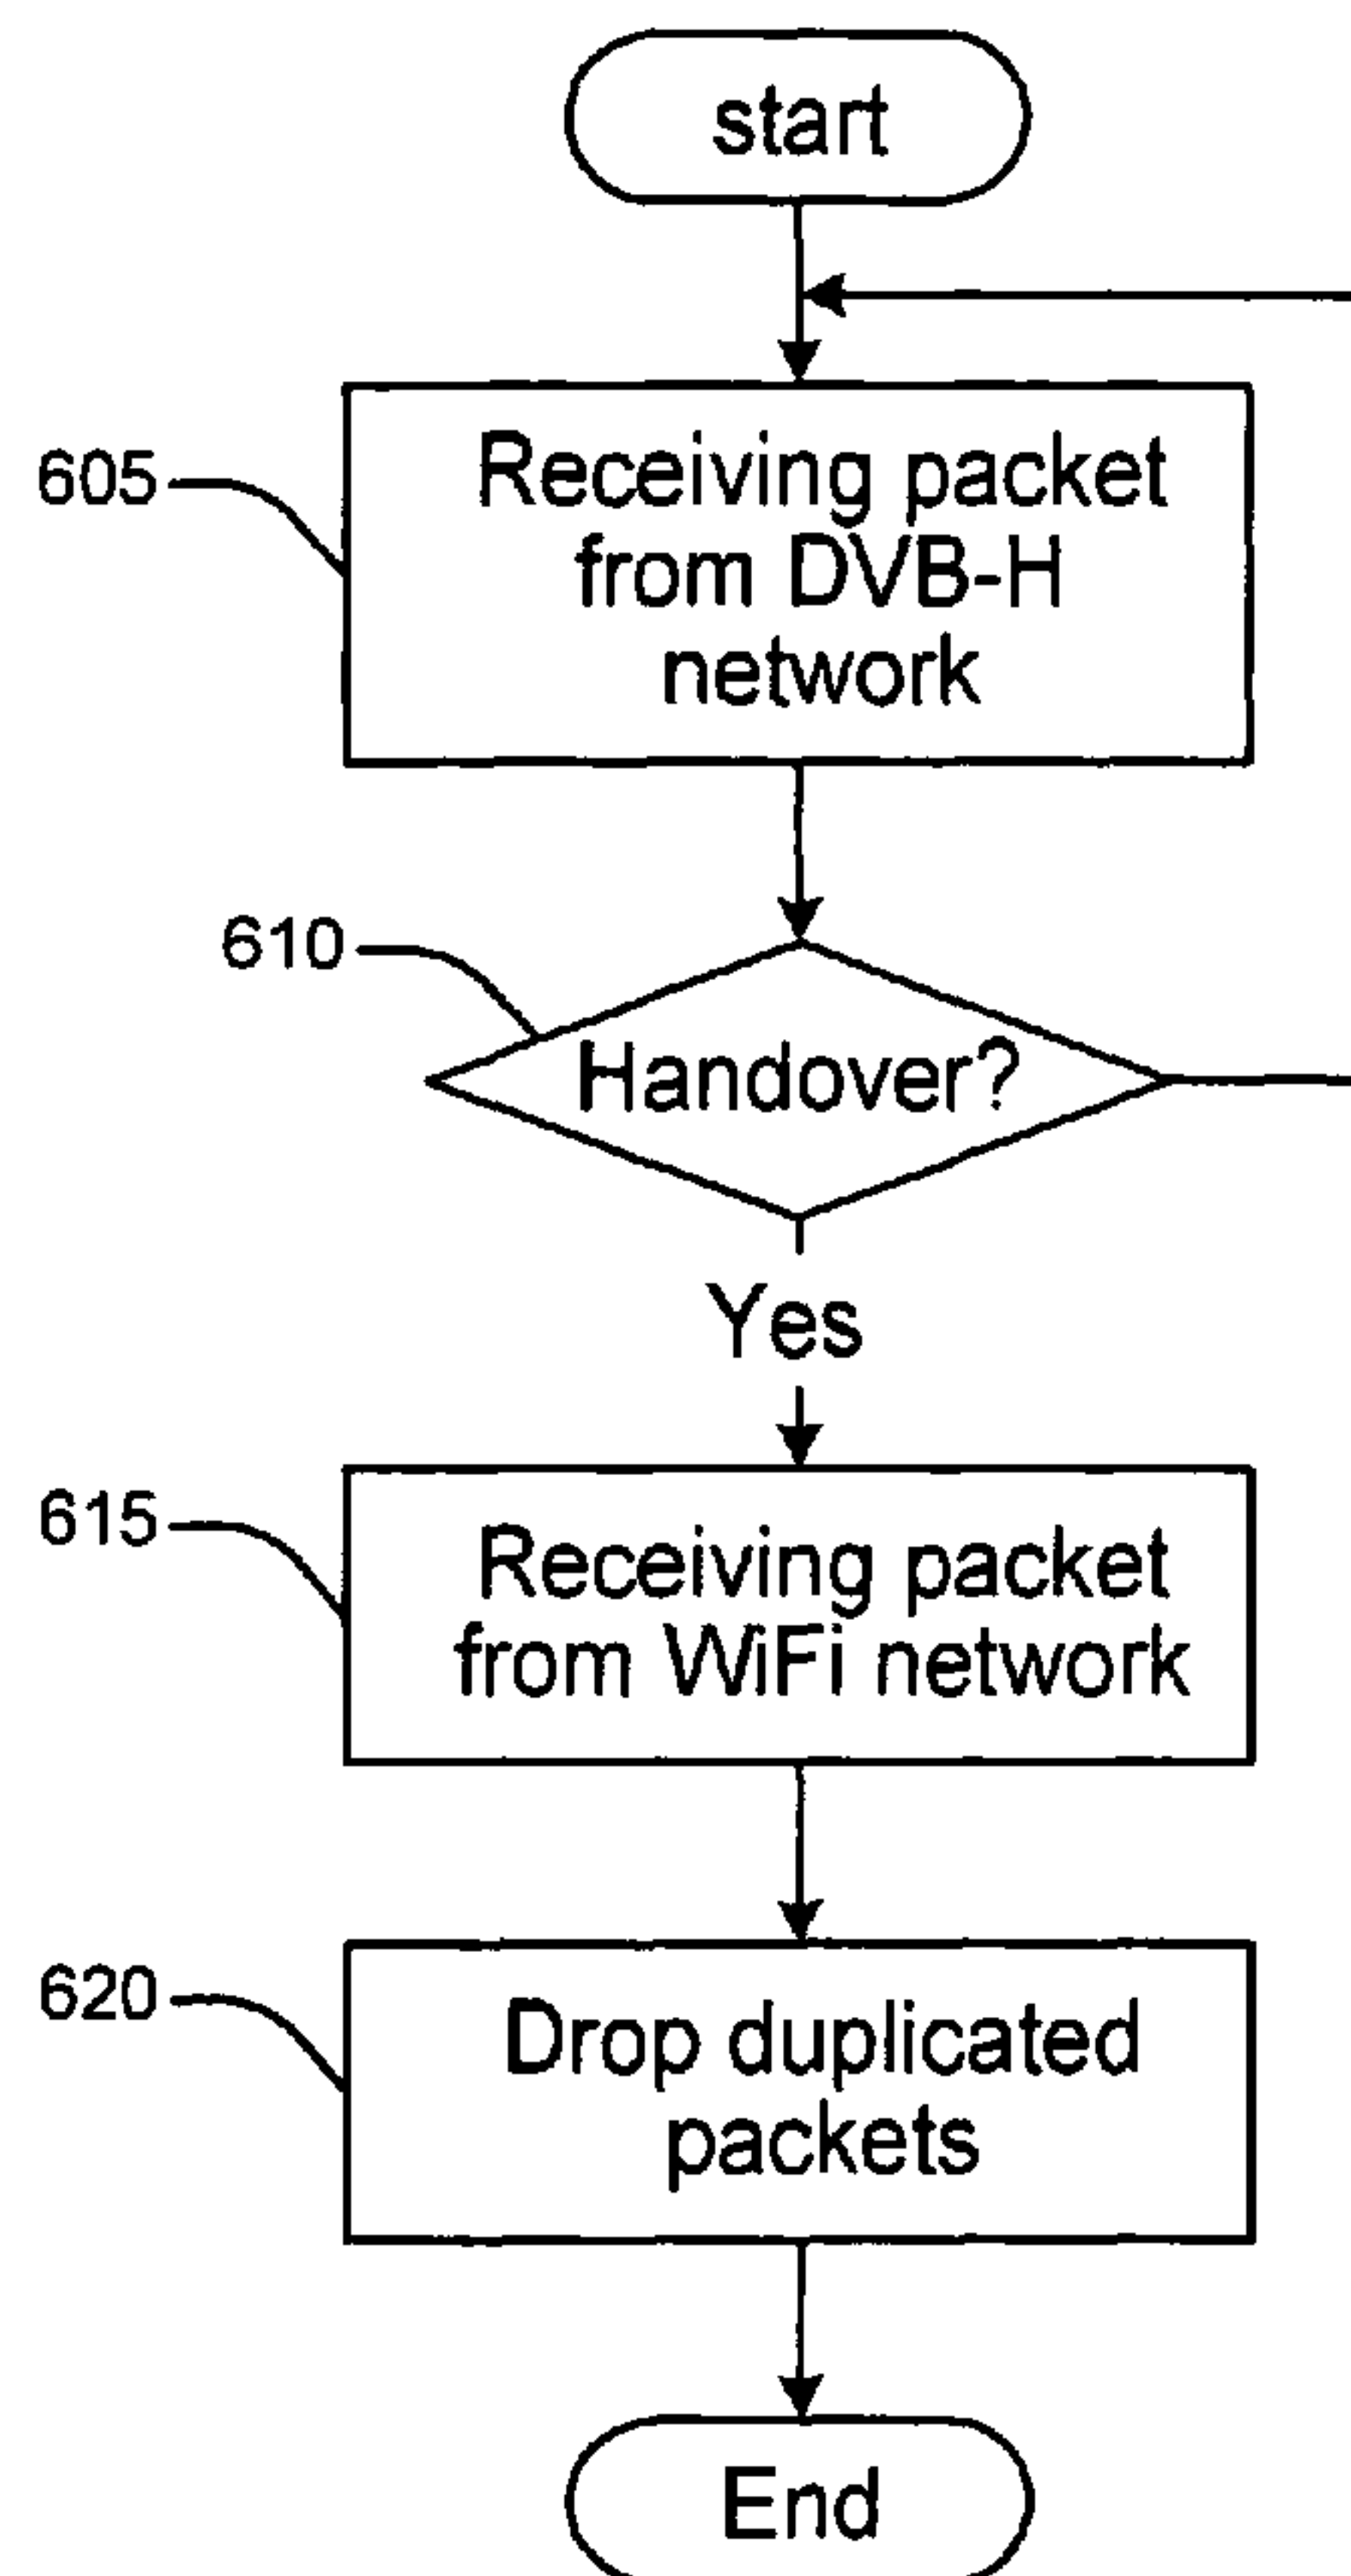 start
605
Receiving packet
from DVB-H
network
610
Handover?
Yes
615
Receiving packet
from WiFi network
620
Drop duplicated
packets
End